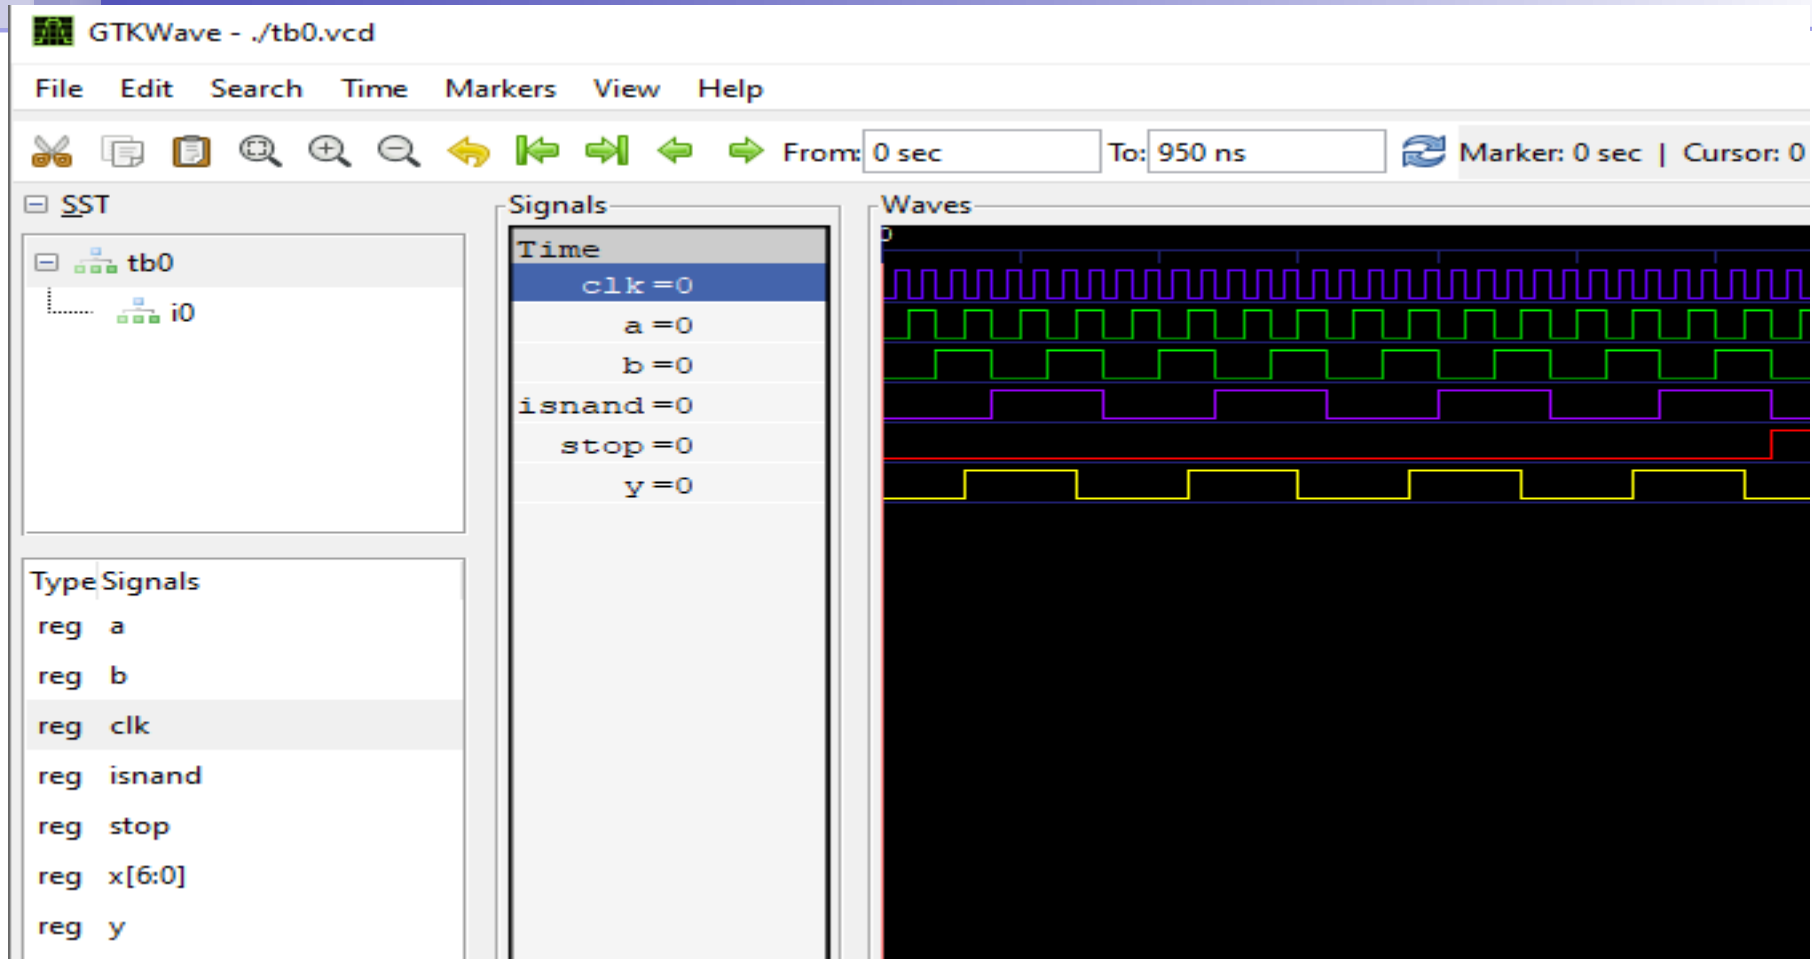 GTKWave - ./tb0.vcd
File Edit Search Time Markers View Help
From: 0 sec To: 950 ns Marker: 0 sec | Cursor: 0
SST
tb0
i0
Type Signals
reg a
reg b
reg clk
reg isnand
reg stop
reg x[6:0]
reg y
Signals
Time
clk=0
a=0
b=0
isnand=0
stop=0
y=0
Waves
0